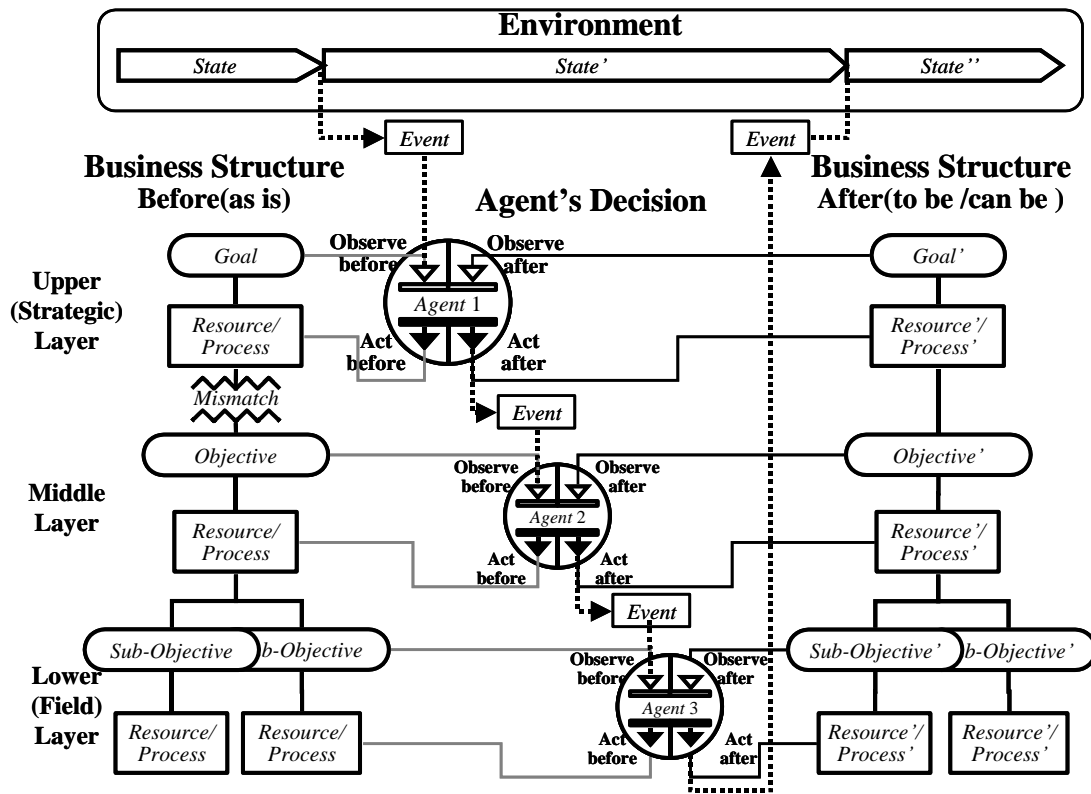 Environment
State
State’
State’’
Event
Event
Business Structure
Before(as is)
Agent’s Decision
Business Structure
After(to be /can be )
Upper
(Strategic)
Layer
Goal
Observe
before
Observe
after
Goal’
Resource/
Process
Agent 1
Act
before
Act
after
Resource’/
Process’
Mismatch
Event
Middle
Layer
Objective
Observe
before
Observe
after
Objective’
Resource/
Process
Agent 2
Act
before
Act
after
Resource’/
Process’
Event
Lower
(Field)
Layer
Sub-Objective
b-Objective
Observe
before
Observe
after
Sub-Objective’
b-Objective’
Resource/
Process
Resource/
Process
Agent 3
Act
before
Act
after
Resource’/
Process’
Resource’/
Process’